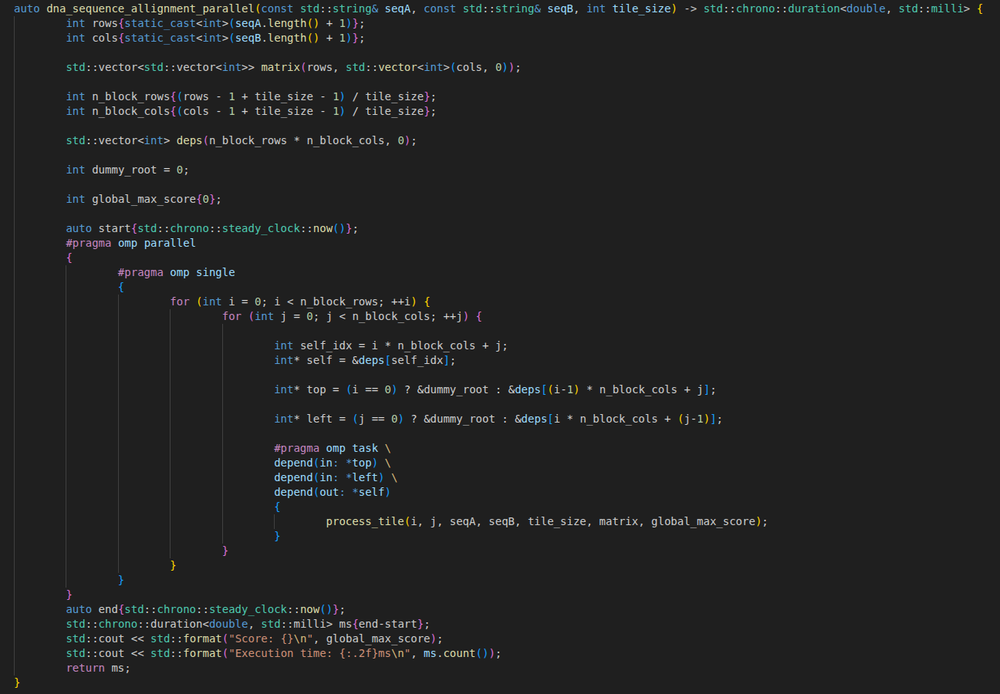 auto dna_sequence_allignment_parallel(const std::string& seqA, const std::string& seqB, int tile_size) -> std::chrono::duration<double, std::milli> {
int rows{static_cast<int>(seqA.length() + 1)};
int cols{static_cast<int>(seqB.length() + 1)};
std::vector<std::vector<int>> matrix(rows, std::vector<int>(cols, 0));
int n_block_rows{(rows - 1 + tile_size - 1) / tile_size};
int n_block_cols{(cols - 1 + tile_size - 1) / tile_size};
std::vector<int> deps(n_block_rows * n_block_cols, 0);
int dummy_root = 0;
int global_max_score{0};
auto start{std::chrono::steady_clock::now()};
#pragma omp parallel
{
#pragma omp single
{
for (int i = 0; i < n_block_rows; ++i) {
for (int j = 0; j < n_block_cols; ++j) {
int self_idx = i * n_block_cols + j;
int* self = &deps[self_idx];
int* top = (i == 0) ? &dummy_root : &deps[(i-1) * n_block_cols + j];
int* left = (j == 0) ? &dummy_root : &deps[i * n_block_cols + (j-1)];
#pragma omp task \
depend(in: *top) \
depend(in: *left) \
depend(out: *self)
{
process_tile(i, j, seqA, seqB, tile_size, matrix, global_max_score);
}
}
}
}
}
auto end{std::chrono::steady_clock::now()};
std::chrono::duration<double, std::milli> ms{end-start};
std::cout << std::format("Score: {}\n", global_max_score);
std::cout << std::format("Execution time: {:.2f}ms\n", ms.count());
return ms;
}